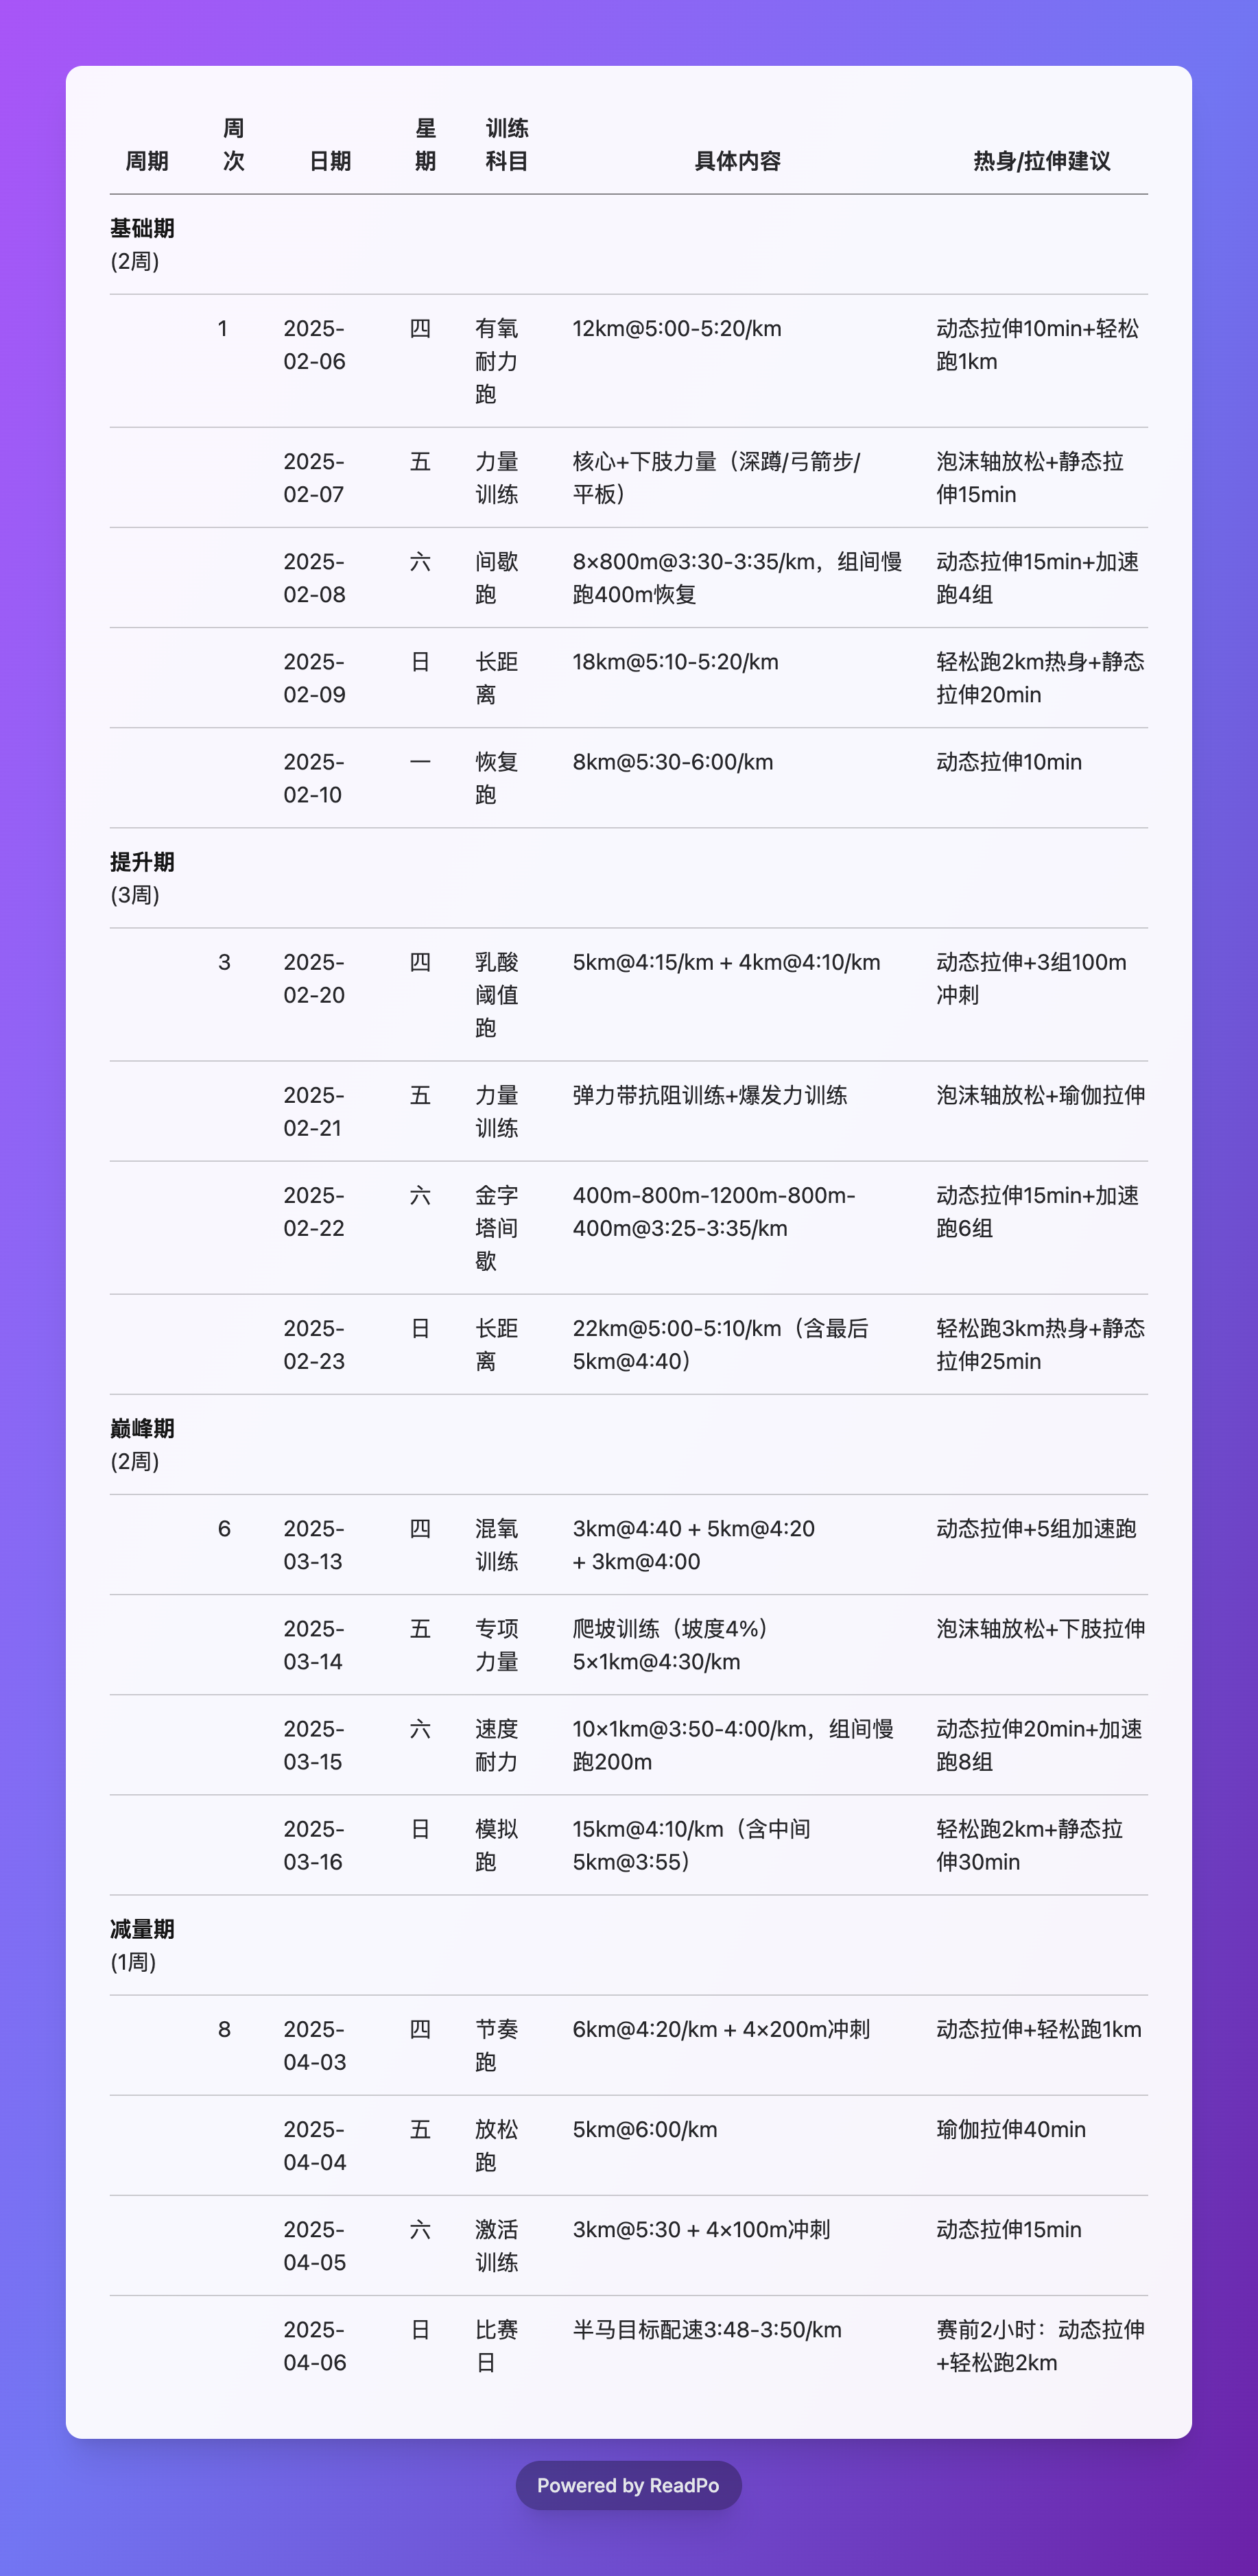 周期 周次 日期 星期 训练科目 具体内容 热身/拉伸建议
基础期
(2周)
1 2025-02-06 四 有氧耐力跑 12km@5:00-5:20/km 动态拉伸10min+轻松跑1km
2025-02-07 五 力量训练 核心+下肢力量（深蹲/弓箭步/平板） 泡沫轴放松+静态拉伸15min
2025-02-08 六 间歇跑 8×800m@3:30-3:35/km，组间慢跑400m恢复 动态拉伸15min+加速跑4组
2025-02-09 日 长距离 18km@5:10-5:20/km 轻松跑2km热身+静态拉伸20min
2025-02-10 一 恢复跑 8km@5:30-6:00/km 动态拉伸10min
提升期
(3周)
3 2025-02-20 四 乳酸阈值跑 5km@4:15/km + 4km@4:10/km 动态拉伸+3组100m冲刺
2025-02-21 五 力量训练 弹力带抗阻训练+爆发力训练 泡沫轴放松+瑜伽拉伸
2025-02-22 六 金字塔间歇 400m-800m-1200m-800m-400m@3:25-3:35/km 动态拉伸15min+加速跑6组
2025-02-23 日 长距离 22km@5:00-5:10/km（含最后5km@4:40） 轻松跑3km热身+静态拉伸25min
巅峰期
(2周)
6 2025-03-13 四 混氧训练 3km@4:40 + 5km@4:20 + 3km@4:00 动态拉伸+5组加速跑
2025-03-14 五 专项力量 爬坡训练（坡度4%）5×1km@4:30/km 泡沫轴放松+下肢拉伸
2025-03-15 六 速度耐力 10×1km@3:50-4:00/km，组间慢跑200m 动态拉伸20min+加速跑8组
2025-03-16 日 模拟跑 15km@4:10/km（含中间5km@3:55） 轻松跑2km+静态拉伸30min
减量期
(1周)
8 2025-04-03 四 节奏跑 6km@4:20/km + 4×200m冲刺 动态拉伸+轻松跑1km
2025-04-04 五 放松跑 5km@6:00/km 瑜伽拉伸40min
2025-04-05 六 激活训练 3km@5:30 + 4×100m冲刺 动态拉伸15min
2025-04-06 日 比赛日 半马目标配速3:48-3:50/km 赛前2小时：动态拉伸+轻松跑2km
Powered by ReadPo